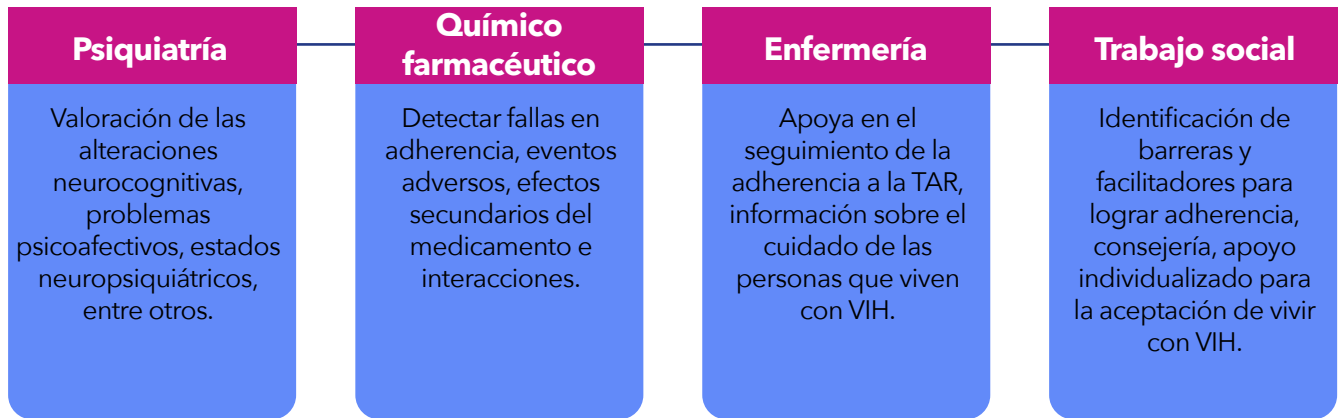 Psiquiatría
Valoración de las
alteraciones
neurocognitivas,
problemas
psicoafectivos, estados
neuropsiquiátricos,
entre otros.
Químico
farmacéutico
Detectar fallas en
adherencia, eventos
adversos, efectos
secundarios del
medicamento e
interacciones.
Enfermería
Apoya en el
seguimiento de la
adherencia a la TAR,
información sobre el
cuidado de las
personas que viven
con VIH.
Trabajo social
Identificación de
barreras y
facilitadores para
lograr adherencia,
consejería, apoyo
individualizado para
la aceptación de vivir
con VIH.